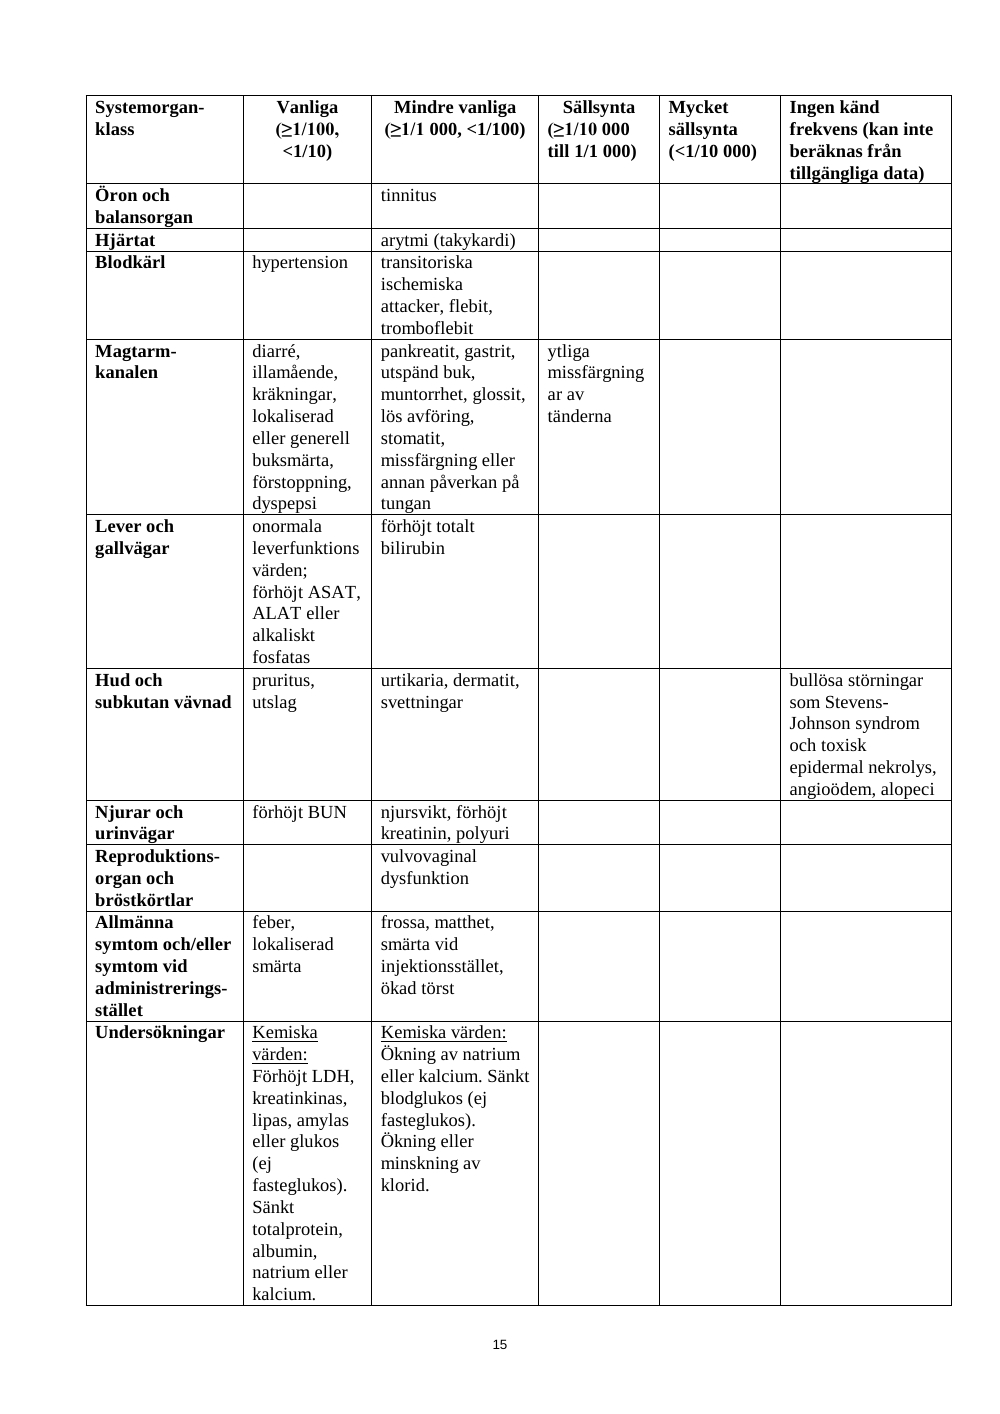 Systemorgan-
klass
Vanliga
(≥1/100,
<1/10)
Mindre vanliga
(≥1/1 000, <1/100)
Sällsynta
(≥1/10 000
till 1/1 000)
Mycket
sällsynta
(<1/10 000)
Ingen känd
frekvens (kan inte
beräknas från
tillgängliga data)
Öron och
balansorgan
tinnitus
Hjärtat
arytmi (takykardi)
Blodkärl
hypertension
transitoriska
ischemiska
attacker, flebit,
tromboflebit
Magtarm-
kanalen
diarré,
illamående,
kräkningar,
lokaliserad
eller generell
buksmärta,
förstoppning,
dyspepsi
pankreatit, gastrit,
utspänd buk,
muntorrhet, glossit,
lös avföring,
stomatit,
missfärgning eller
annan påverkan på
tungan
ytliga
missfärgning
ar av
tänderna
Lever och
gallvägar
onormala
leverfunktions
värden;
förhöjt ASAT,
ALAT eller
alkaliskt
fosfatas
förhöjt totalt
bilirubin
Hud och
subkutan vävnad
pruritus,
utslag
urtikaria, dermatit,
svettningar
bullösa störningar
som Stevens-
Johnson syndrom
och toxisk
epidermal nekrolys,
angioödem, alopeci
Njurar och
urinvägar
förhöjt BUN
njursvikt, förhöjt
kreatinin, polyuri
Reproduktions-
organ och
bröstkörtlar
vulvovaginal
dysfunktion
Allmänna
symtom och/eller
symtom vid
administrerings-
stället
feber,
lokaliserad
smärta
frossa, matthet,
smärta vid
injektionsstället,
ökad törst
Undersökningar
Kemiska
värden:
Förhöjt LDH,
kreatinkinas,
lipas, amylas
eller glukos
(ej
fasteglukos).
Sänkt
totalprotein,
albumin,
natrium eller
kalcium.
Kemiska värden:
Ökning av natrium
eller kalcium. Sänkt
blodglukos (ej
fasteglukos).
Ökning eller
minskning av
klorid.
15